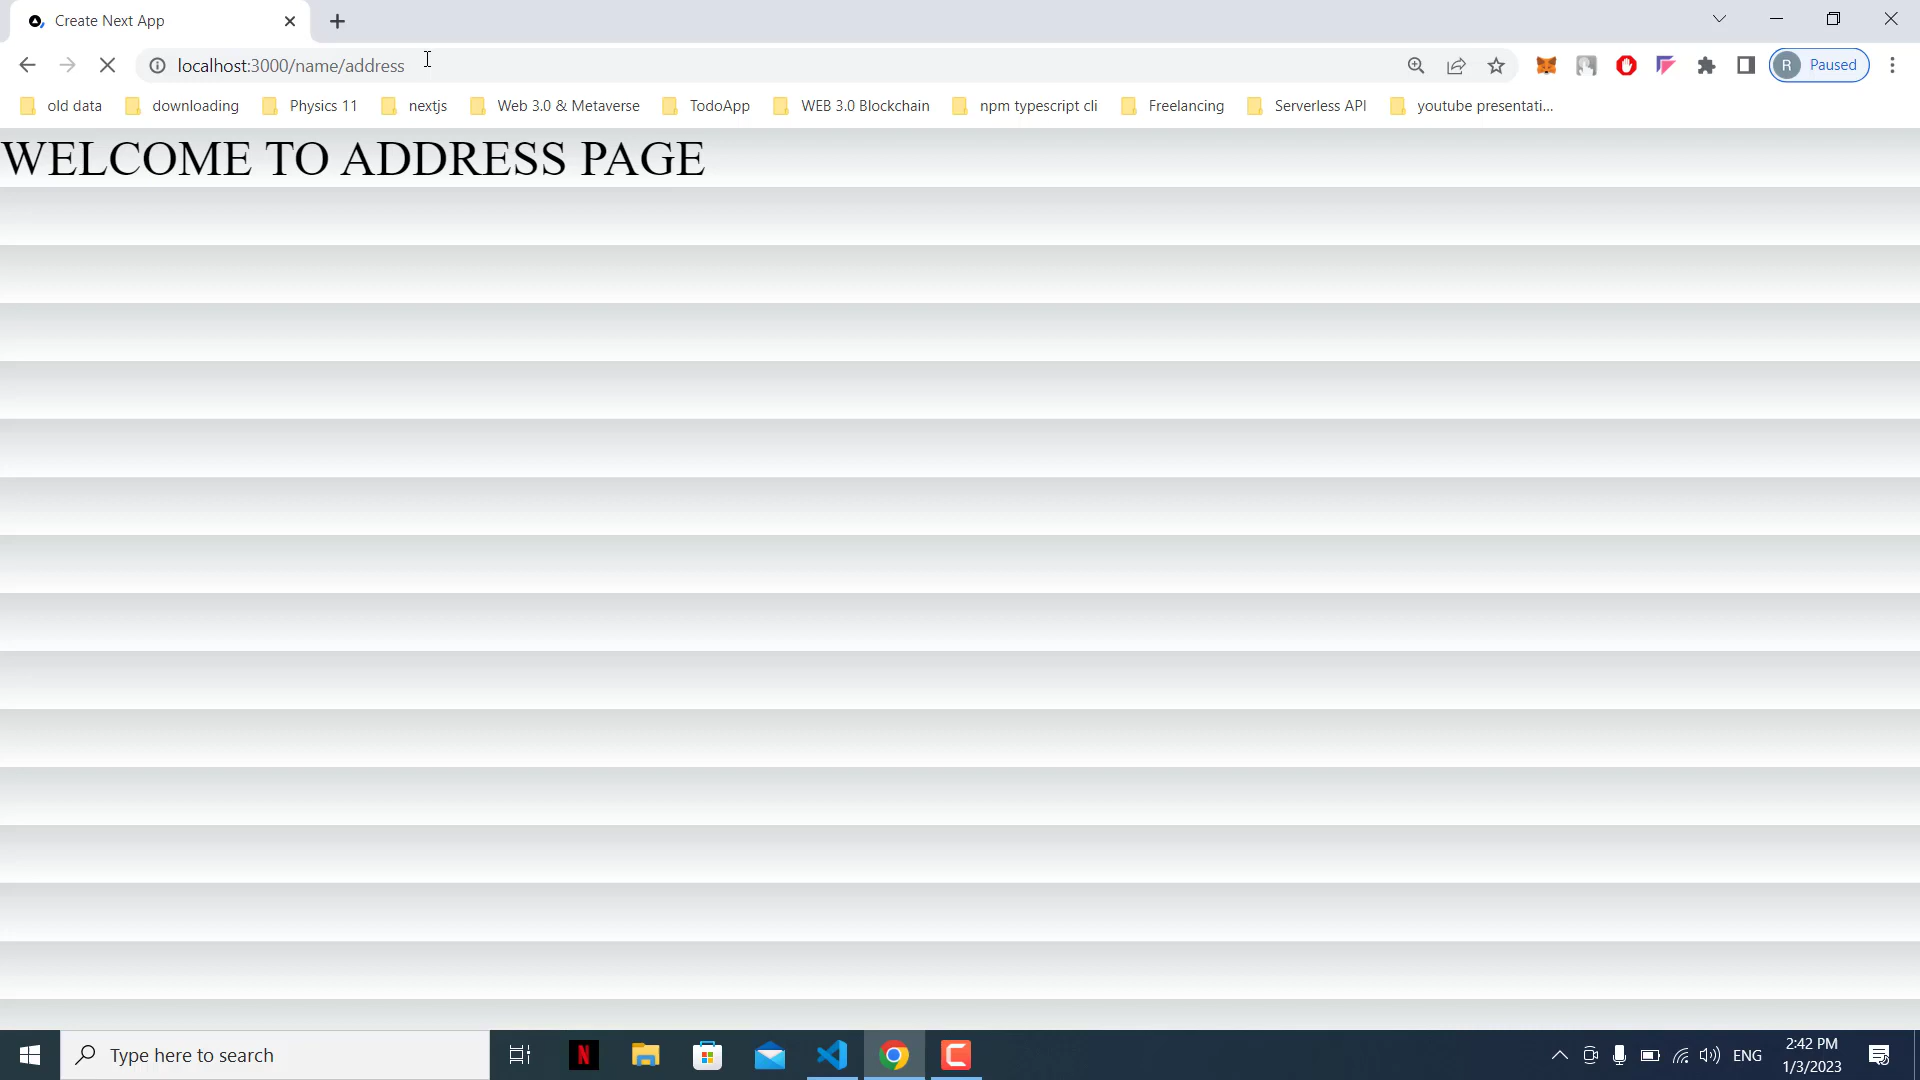 Create Next App
localhost:3000/name/address
R Paused
old data downloading Physics 11 nextjs Web 3.0 & Metaverse TodoApp WEB 3.0 Blockchain npm typescript cli Freelancing Serverless API youtube presentati...
WELCOME TO ADDRESS PAGE
Type here to search
N
ENG
2:42 PM
1/3/2023